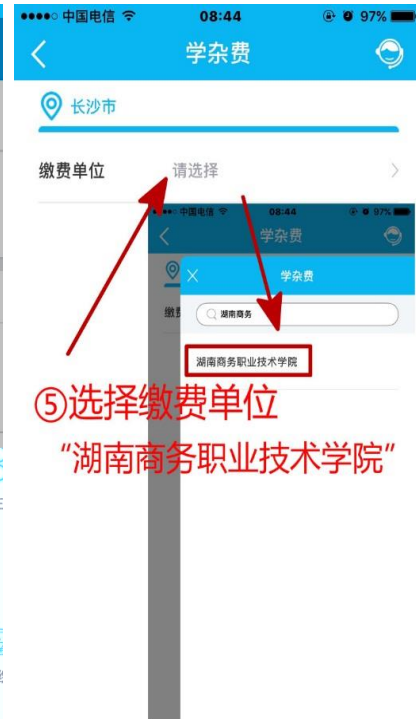 中国电信 08:44 97%
学杂费
长沙市
缴费单位 请选择
中国电信 08:44 97%
学杂费
学杂费
缴费
湖南商务
湖南商务职业技术学院
⑤选择缴费单位
“湖南商务职业技术学院”